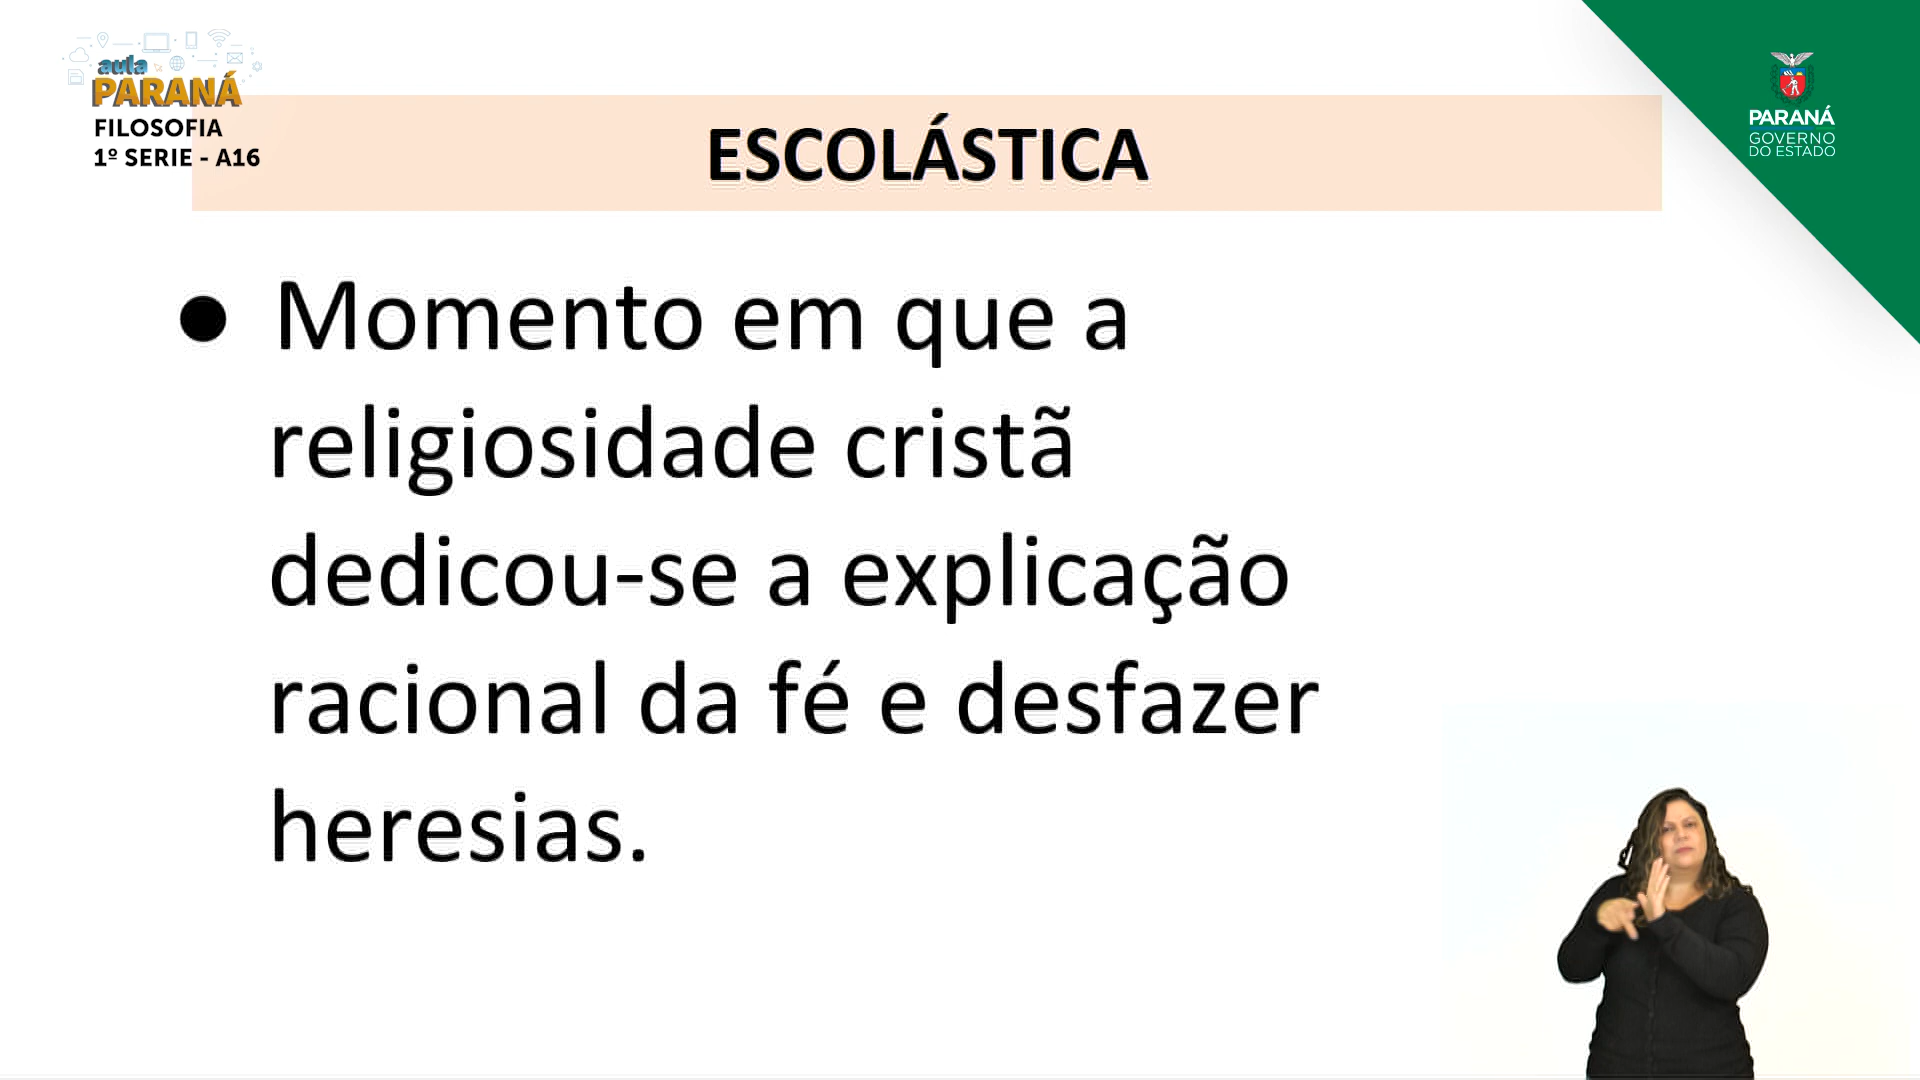 aula
PARANÁ
FILOSOFIA
1º SERIE - A16
ESCOLÁSTICA
PARANÁ
GOVERNO
DO ESTADO
● Momento em que a
religiosidade cristã
dedicou-se a explicação
racional da fé e desfazer
heresias.